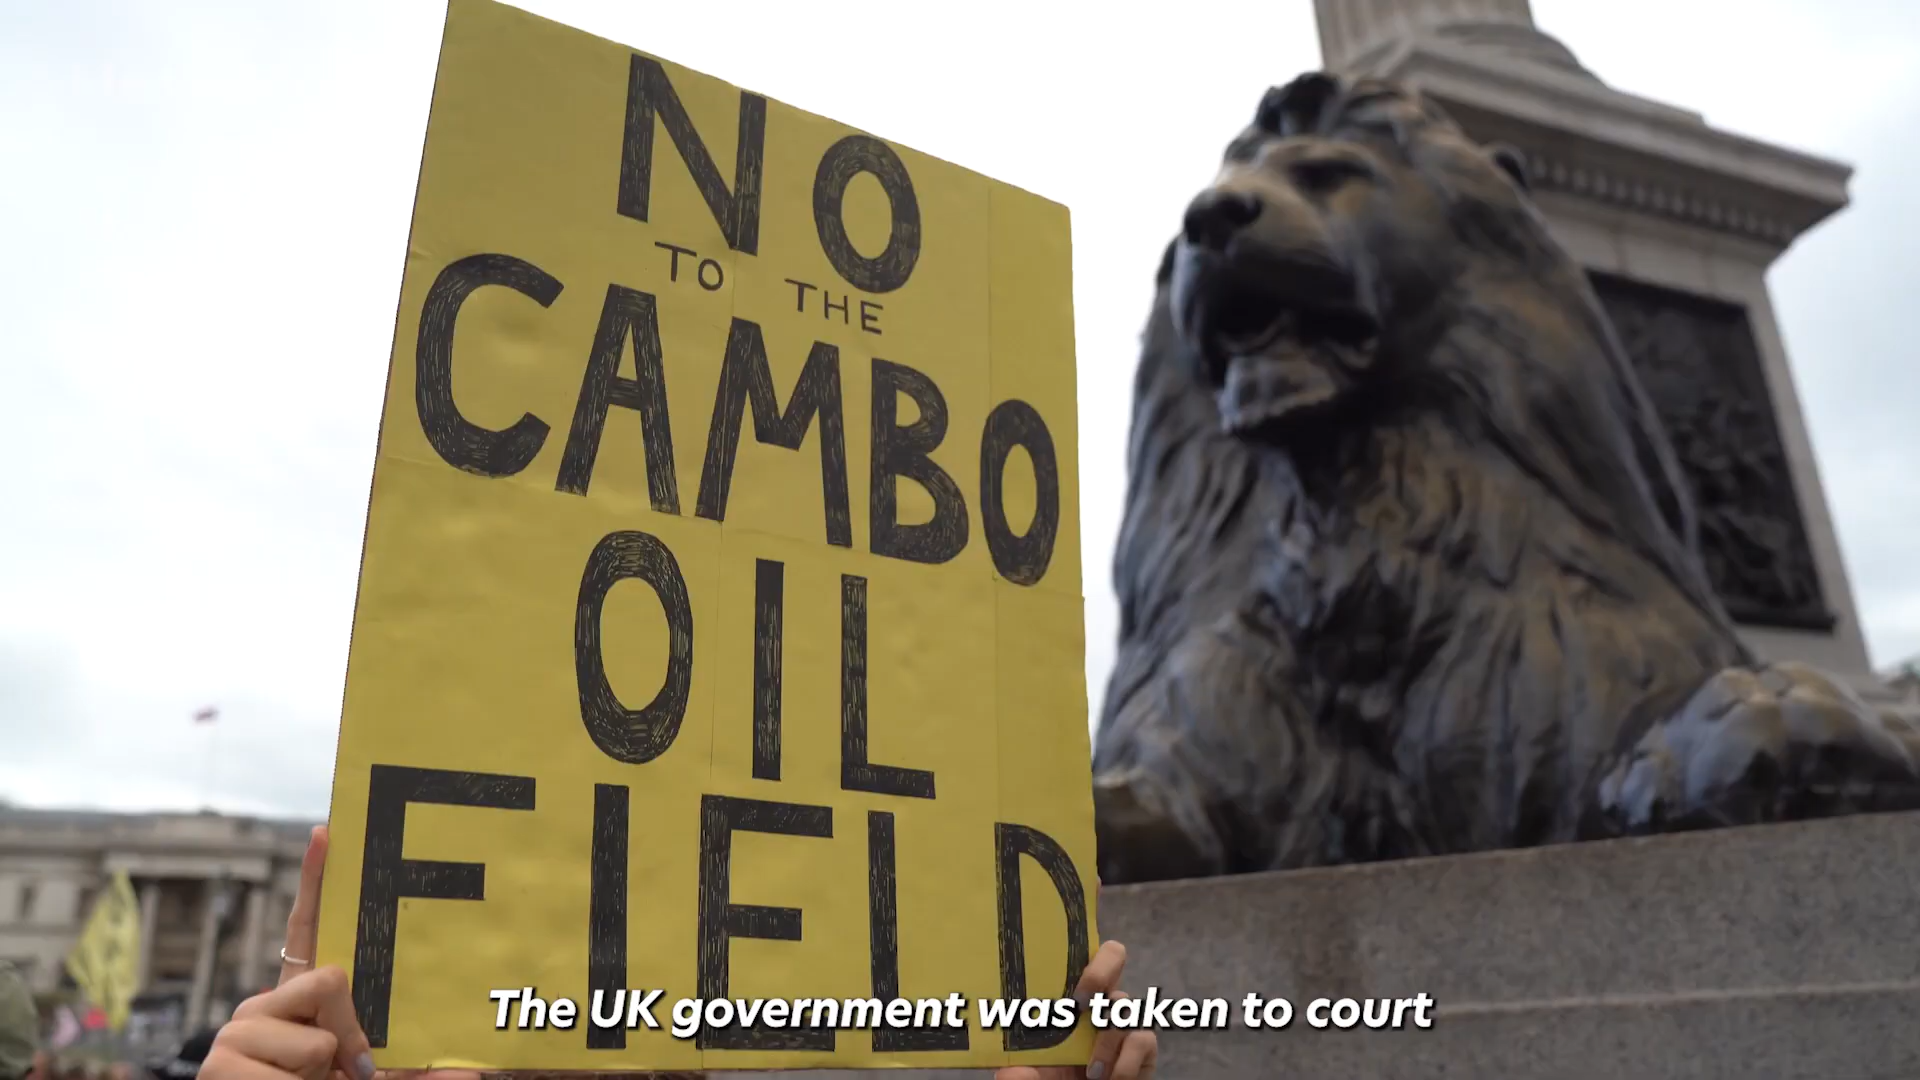 NO
TO THE
CAMBO
OIL
FIELD
The UK government was taken to court